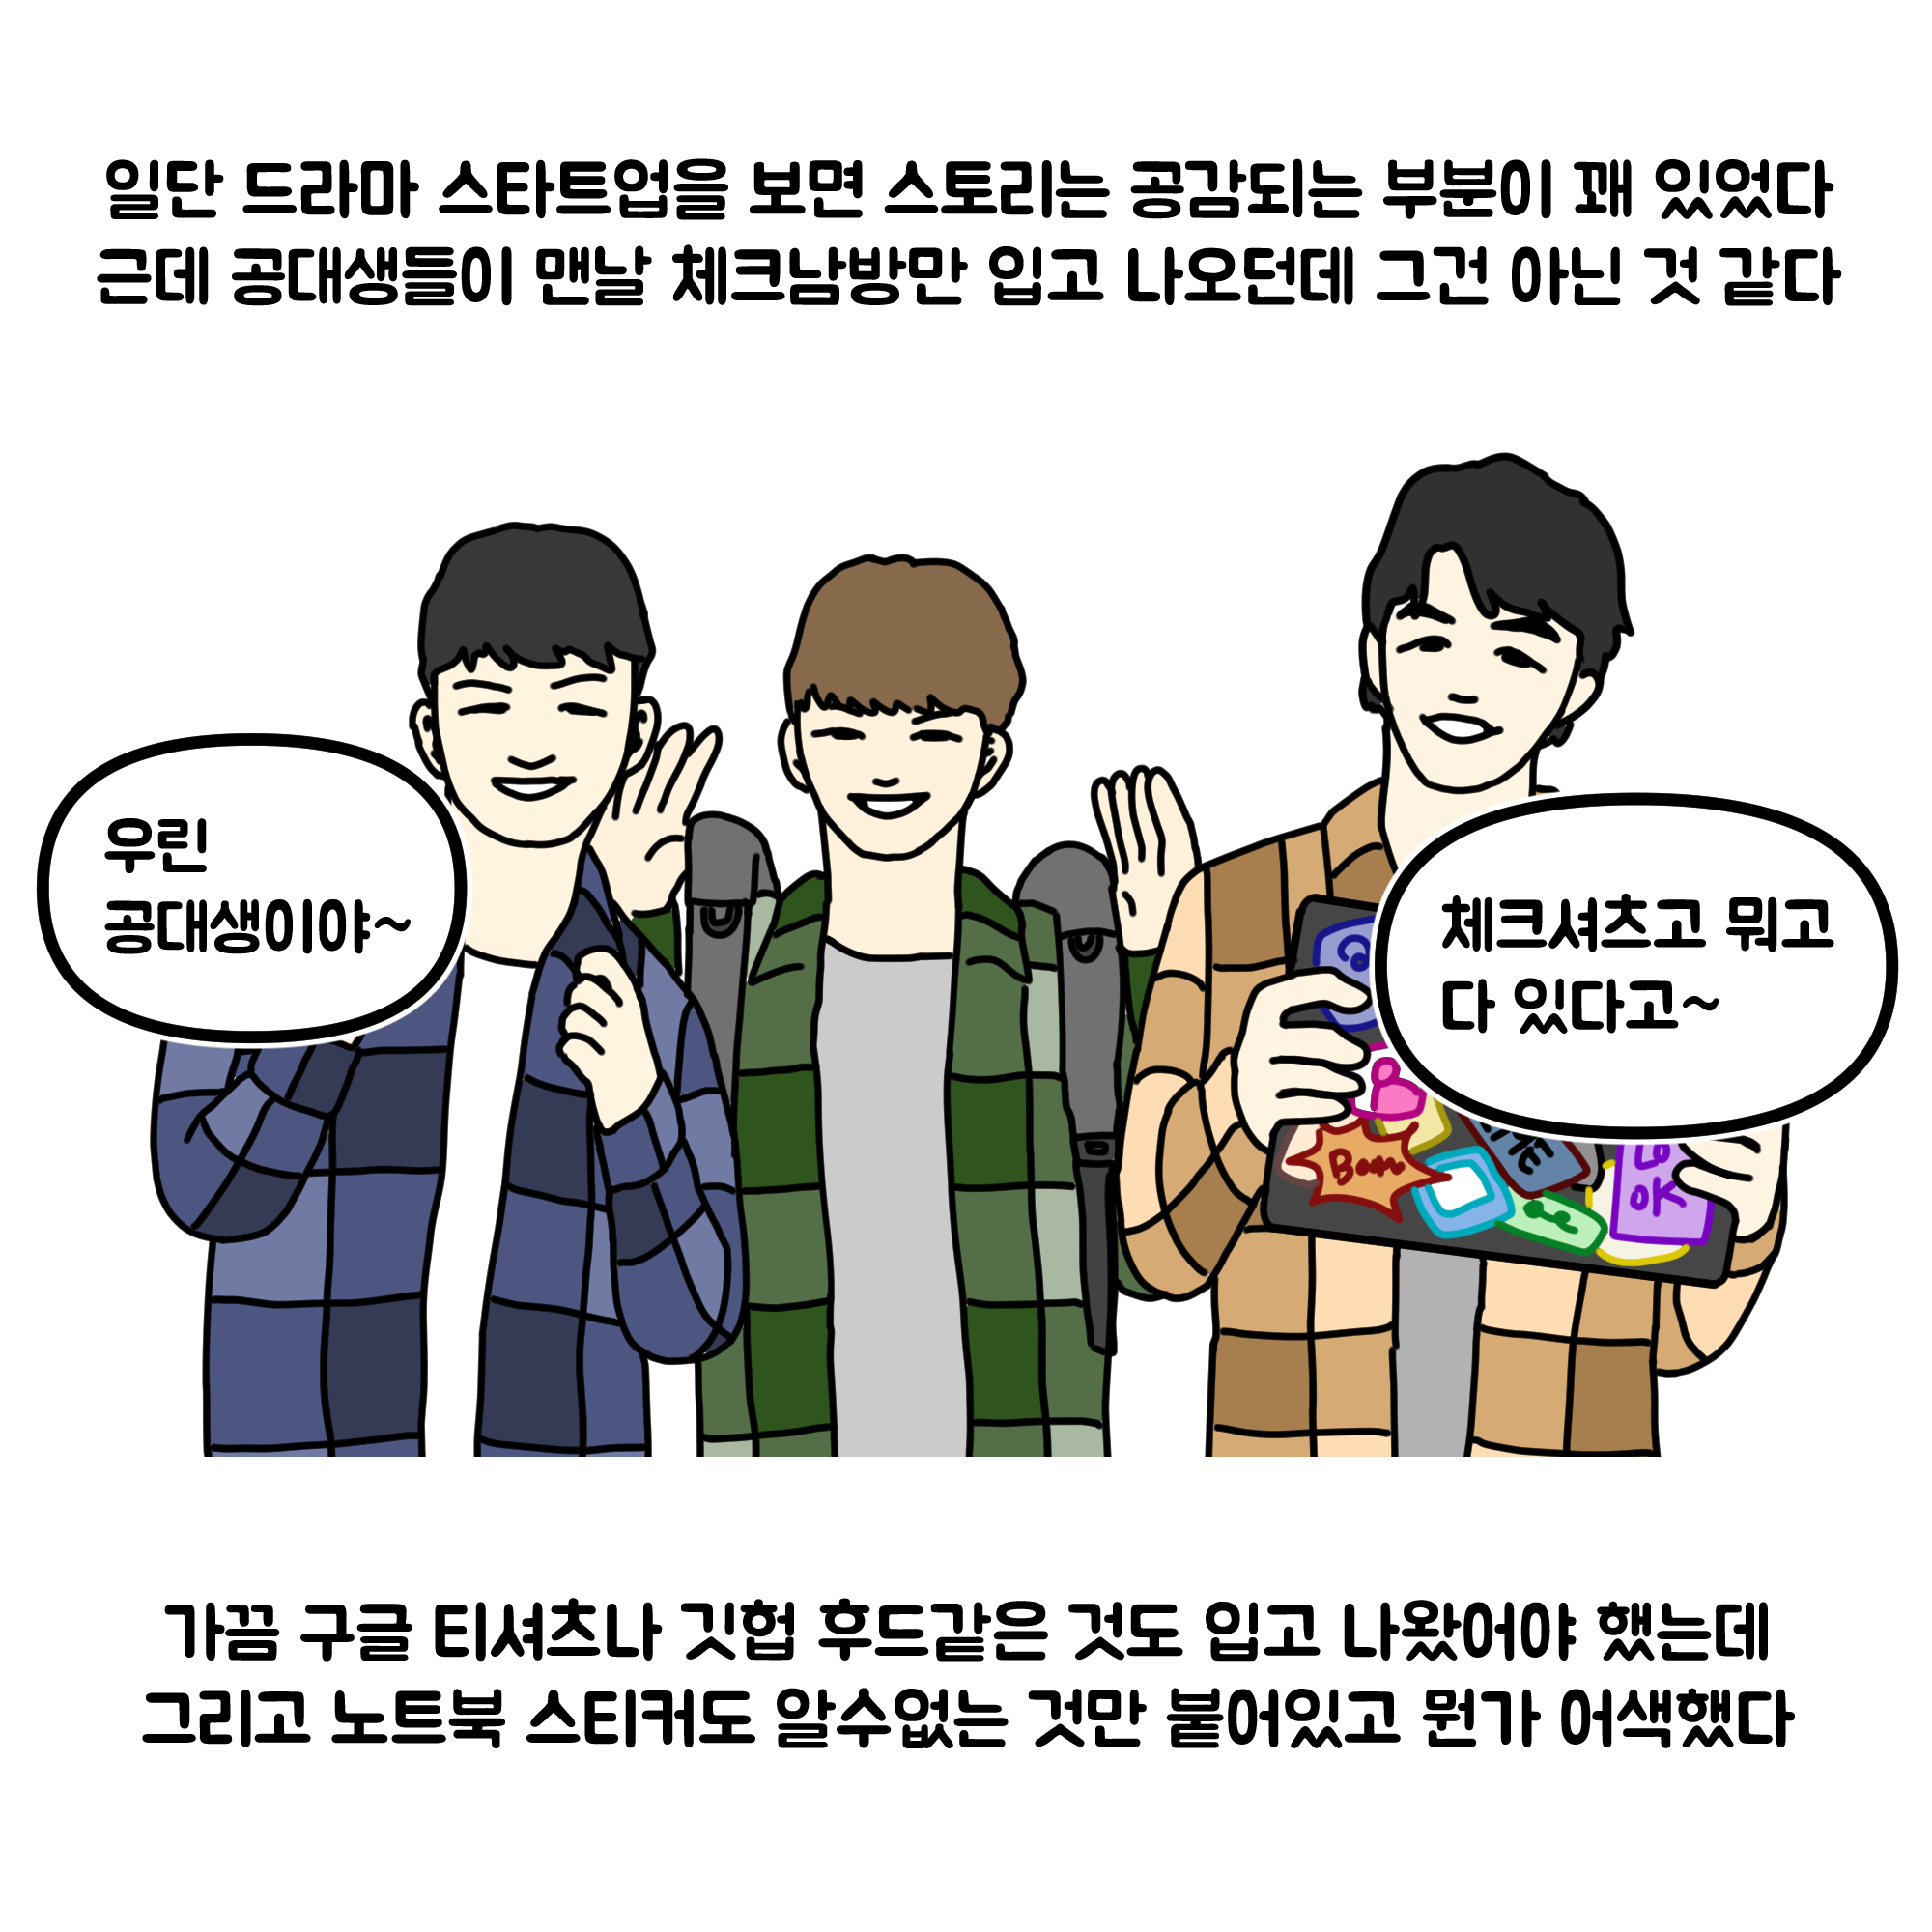 일단 드라마 스타트업을 보면 스토리는 공감되는 부분이 꽤 있었다
근데 공대생들이 맨날 체크남방만 입고 나오던데 그건 아닌 것 같다
우린
공대생이야~
체크셔츠고 뭐고
다 있다고~
Bam
가끔 구글 티셔츠나 깃헙 후드같은 것도 입고 나왔어야 했는데
그리고 노트북 스티커도 알수없는 것만 붙어있고 뭔가 어색했다